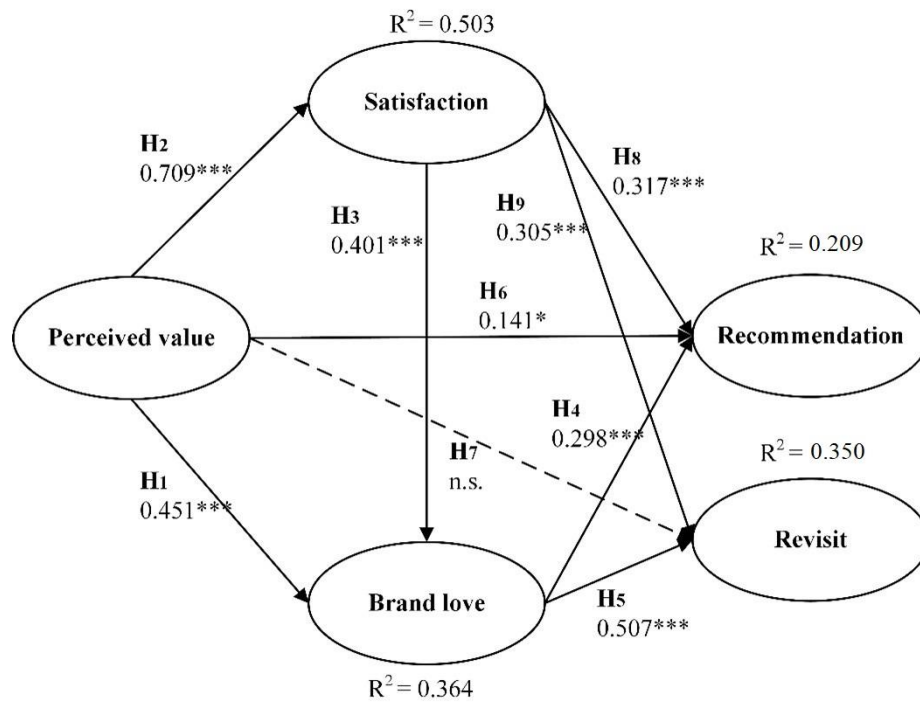 R² = 0.503
Satisfaction
H2
0.709***
H8
0.317***
H3
0.401***
H9
0.305***
R² = 0.209
H6
0.141*
Perceived value
Recommendation
H4
0.298***
H7
n.s.
R² = 0.350
H1
0.451***
Revisit
Brand love
H5
0.507***
R² = 0.364